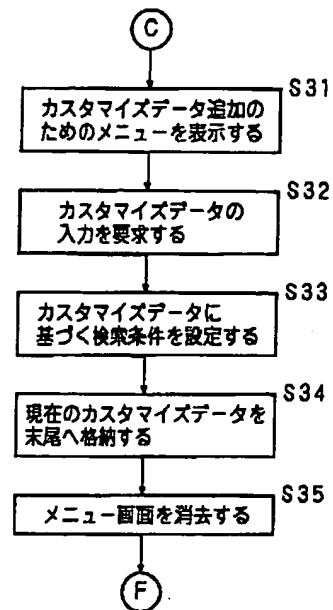 C
S31
カスタマイズデータ追加の
ためのメニューを表示する
S32
カスタマイズデータの
入力を要求する
S33
カスタマイズデータに
基づく検索条件を設定する
S34
現在のカスタマイズデータを
末尾へ格納する
S35
メニュー画面を消去する
F